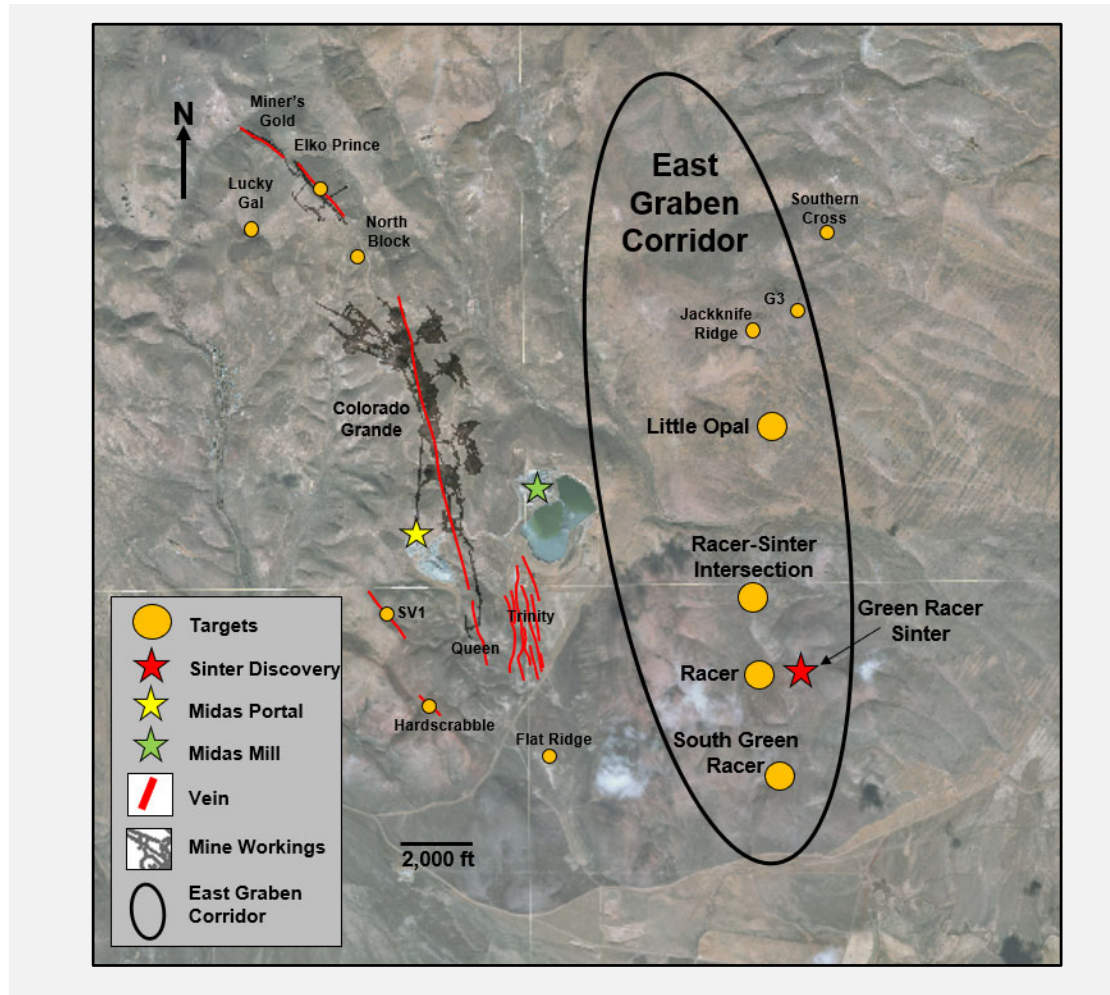 Miner's
Gold
N
Elko Prince
Lucky
Gal
North
Block
East
Graben
Corridor
Southern
Cross
G3
Jackknife
Ridge
Colorado
Grande
Little Opal
Racer-Sinter
Intersection
Green Racer
Sinter
SV1
Trinity
Queen
Racer
Hardscrabble
Flat Ridge
South Green
Racer
2,000 ft
Targets
Sinter Discovery
Midas Portal
Midas Mill
Vein
Mine Workings
East Graben
Corridor